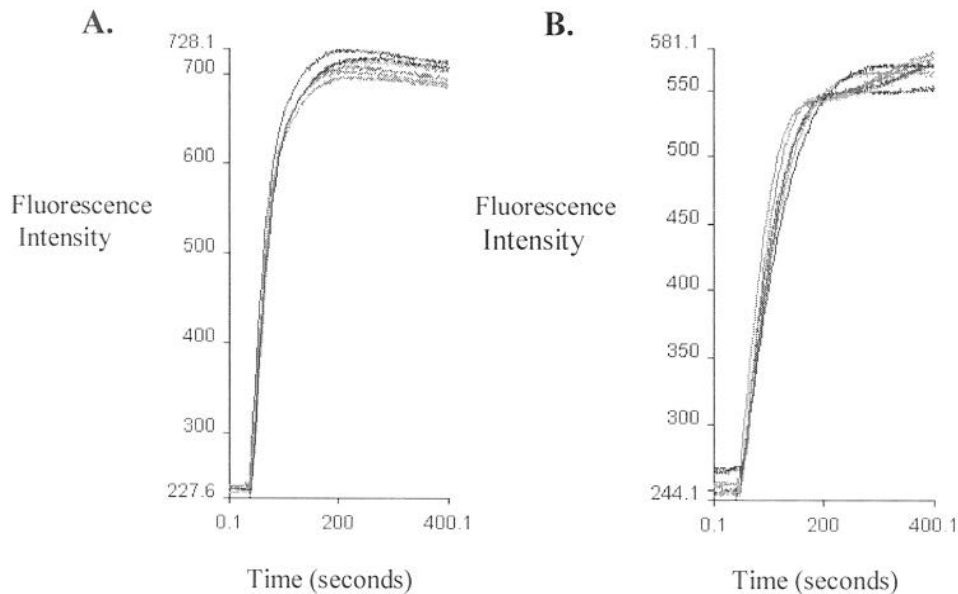 A.
728.1
700
600
500
400
300
227.6
0.1
200
400.1
Fluorescence
Intensity
Time (seconds)
B.
581.1
550
500
450
400
350
300
244.1
0.1
200
400.1
Fluorescence
Intensity
Time (seconds)